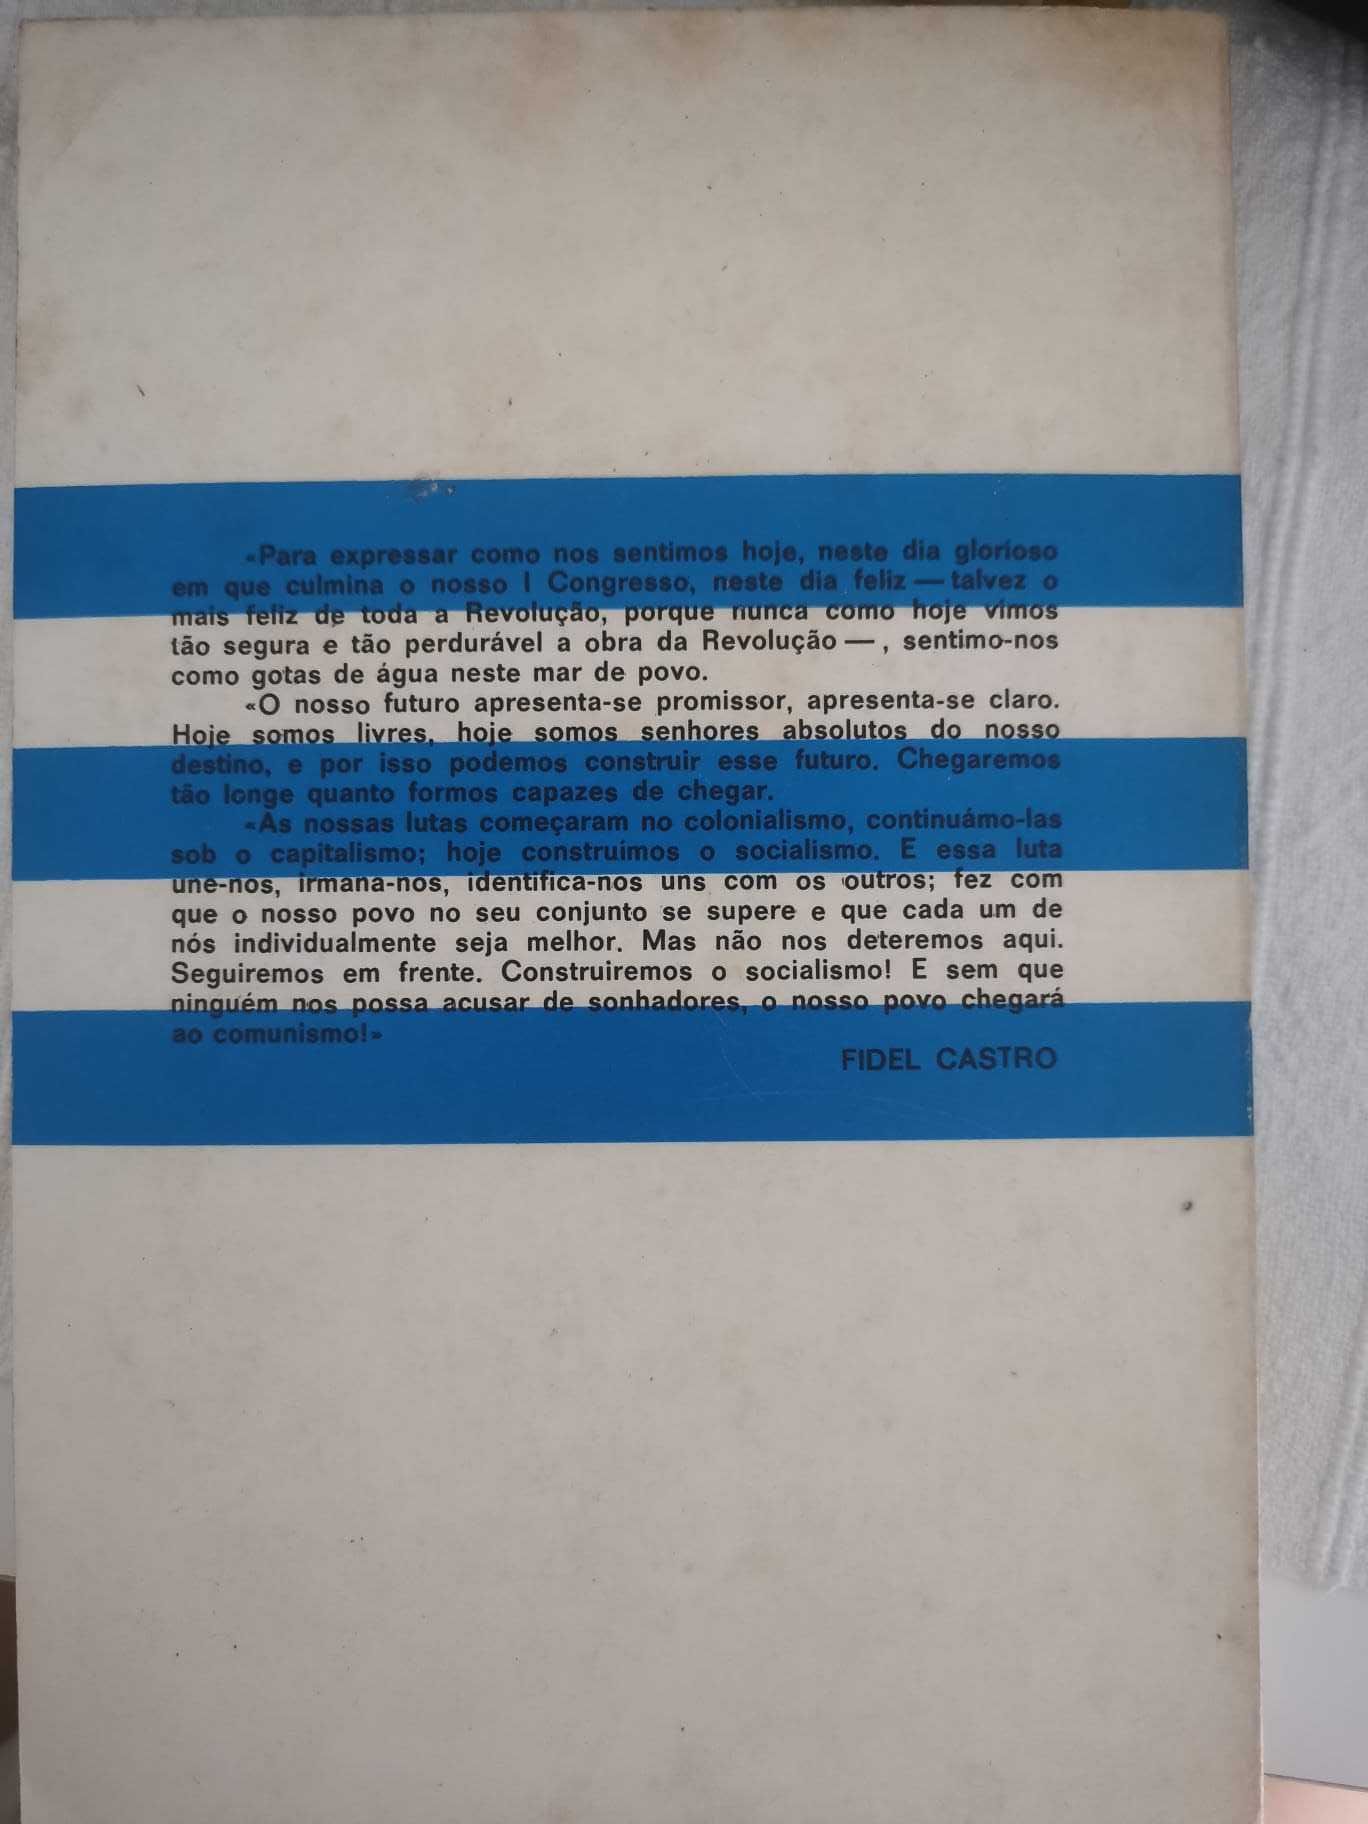 «Para expressar como nos sentimos hoje, neste dia glorioso
em que culmina o nosso I Congresso, neste dia feliz — talvez o
mais feliz de toda a Revolução, porque nunca como hoje vimos
tão segura e tão perdurável a obra da Revolução — , sentimo-nos
como gotas de água neste mar de povo.
«O nosso futuro apresenta-se promissor, apresenta-se claro.
Hoje somos livres, hoje somos senhores absolutos do nosso
destino, e por isso podemos construir esse futuro. Chegaremos
tão longe quanto formos capazes de chegar.
«As nossas lutas começaram no colonialismo, continuámo-las
sob o capitalismo; hoje construímos o socialismo. E essa luta
une-nos, irmana-nos, identifica-nos uns com os outros; fez com
que o nosso povo no seu conjunto se supere e que cada um de
nós individualmente seja melhor. Mas não nos deteremos aqui.
Seguiremos em frente. Construiremos o socialismo! E sem que
ninguém nos possa acusar de sonhadores, o nosso povo chegará
ao comunismo!»
FIDEL CASTRO